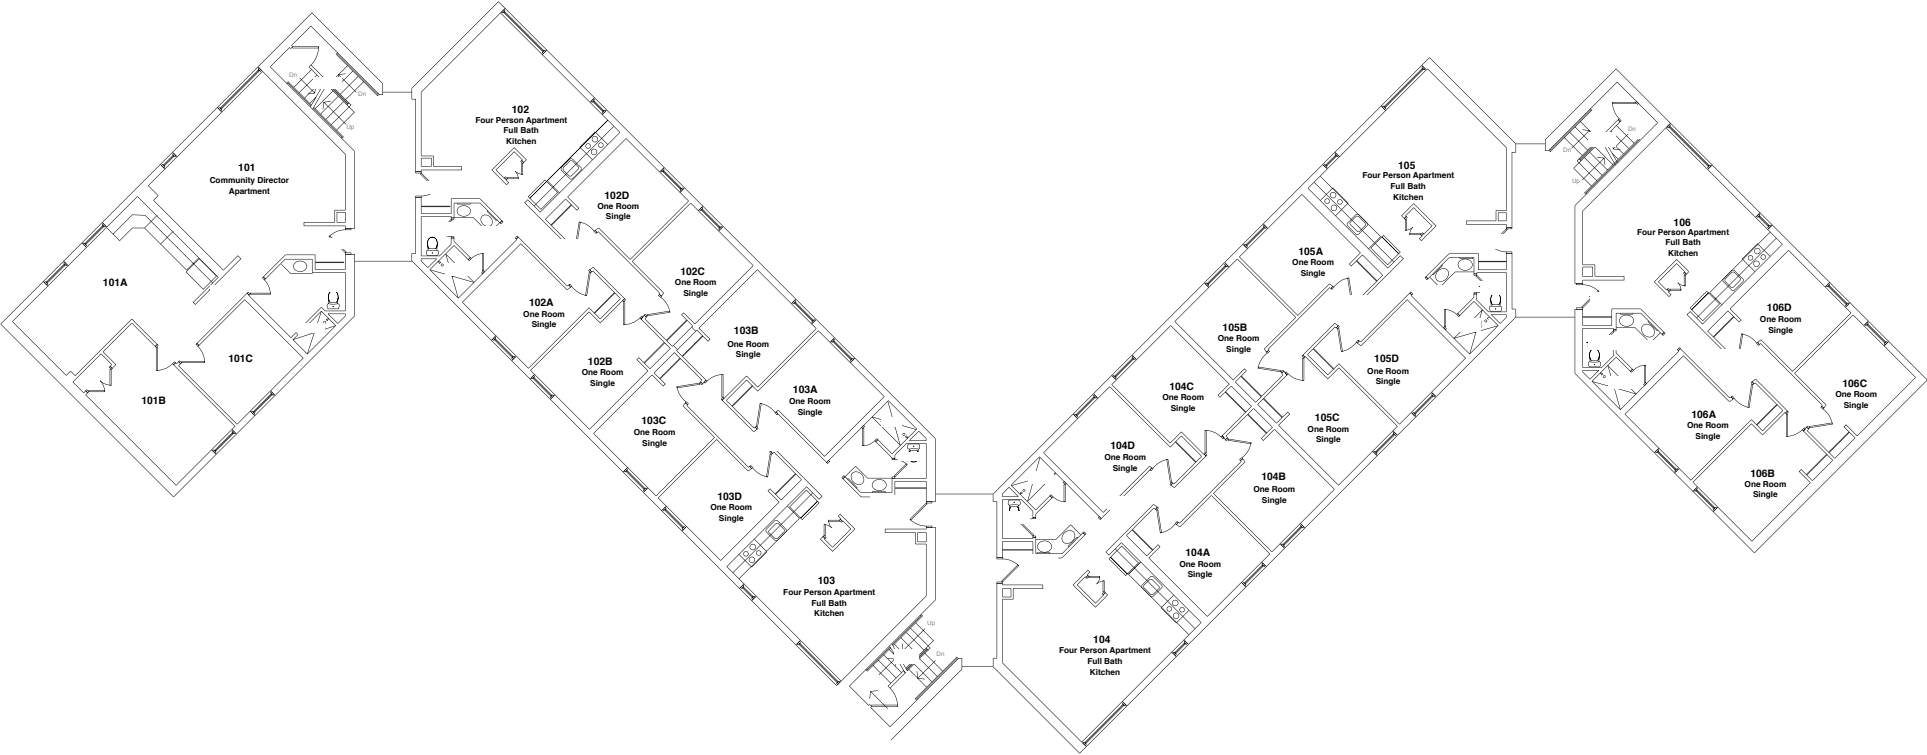 Dn
Dn
Up
101
Community Director
Apartment
101A
101B
101C
102
Four Person Apartment
Full Bath
Kitchen
102D
One Room
Single
102C
One Room
Single
102A
One Room
Single
102B
One Room
Single
103B
One Room
Single
103A
One Room
Single
103C
One Room
Single
103D
One Room
Single
103
Four Person Apartment
Full Bath
Kitchen
Up
Dn
104
Four Person Apartment
Full Bath
Kitchen
104A
One Room
Single
104B
One Room
Single
104C
One Room
Single
104D
One Room
Single
105
Four Person Apartment
Full Bath
Kitchen
105A
One Room
Single
105B
One Room
Single
105D
One Room
Single
105C
One Room
Single
Dn
Dn
Up
106
Four Person Apartment
Full Bath
Kitchen
106D
One Room
Single
106C
One Room
Single
106A
One Room
Single
106B
One Room
Single